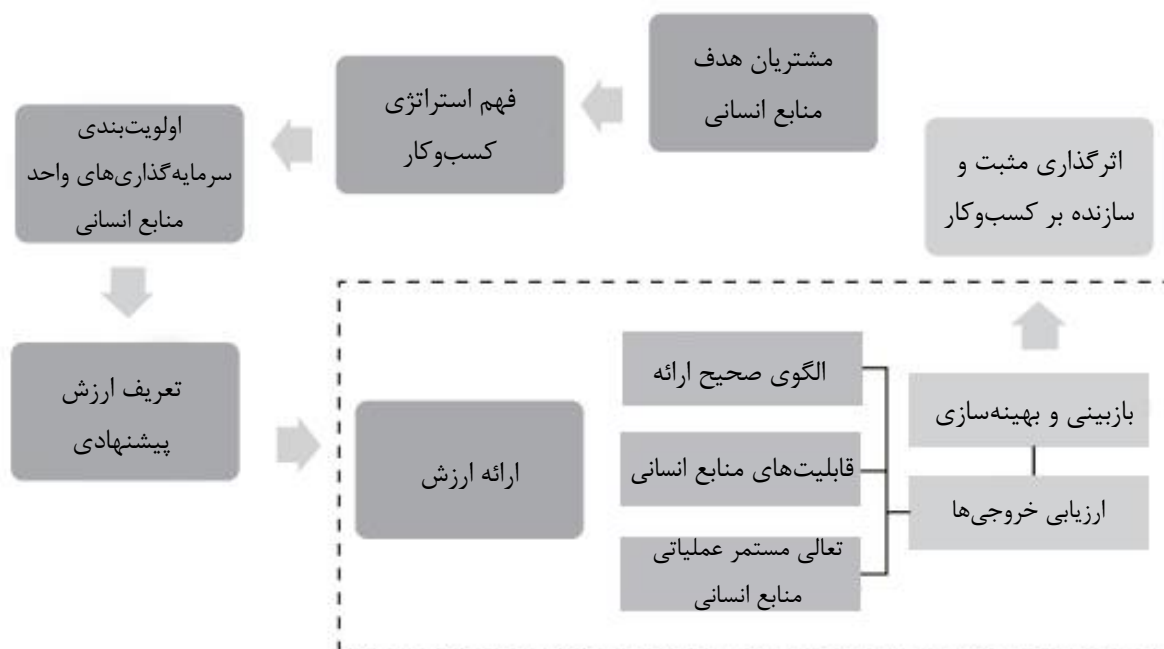 مشتریان هدف
منابع انسانی
فهم استراتژی
کسب‌وکار
اولویت‌بندی
سرمایه‌گذاری‌های واحد
منابع انسانی
تعریف ارزش
پیشنهادی
ارائه ارزش
الگوی صحیح ارائه
قابلیت‌های منابع انسانی
تعالی مستمر عملیاتی
منابع انسانی
ارزیابی خروجی‌ها
بازبینی و بهینه‌سازی
اثرگذاری مثبت و
سازنده بر کسب‌وکار